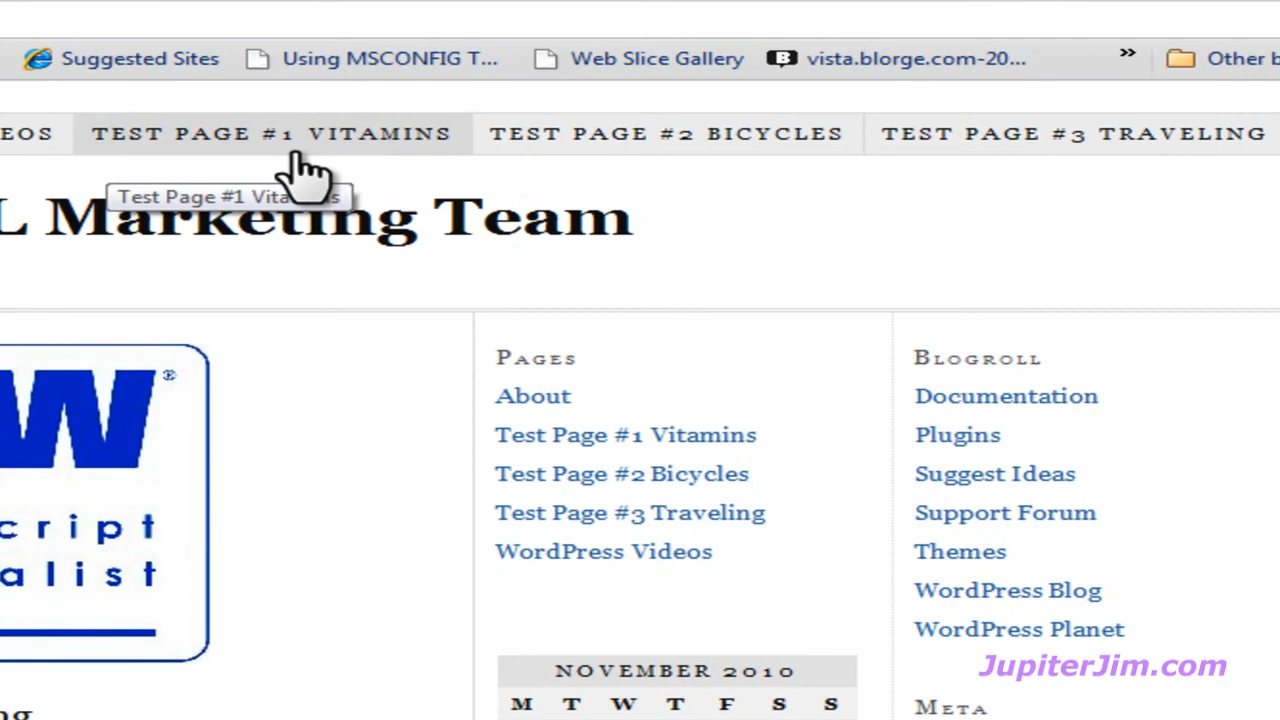 Suggested Sites Using MSCONFIG T... Web Slice Gallery vista.blorge.com-20... » Other b
EOS TEST PAGE #1 VITAMINS TEST PAGE #2 BICYCLES TEST PAGE #3 TRAVELING
Test Page #1 Vita s
L Marketing Team
W®
cript
alist
Pages
About
Test Page #1 Vitamins
Test Page #2 Bicycles
Test Page #3 Traveling
WordPress Videos
Blogroll
Documentation
Plugins
Suggest Ideas
Support Forum
Themes
WordPress Blog
WordPress Planet
JupiterJim.com
NOVEMBER 2010
M T W T F S S
Meta
ng